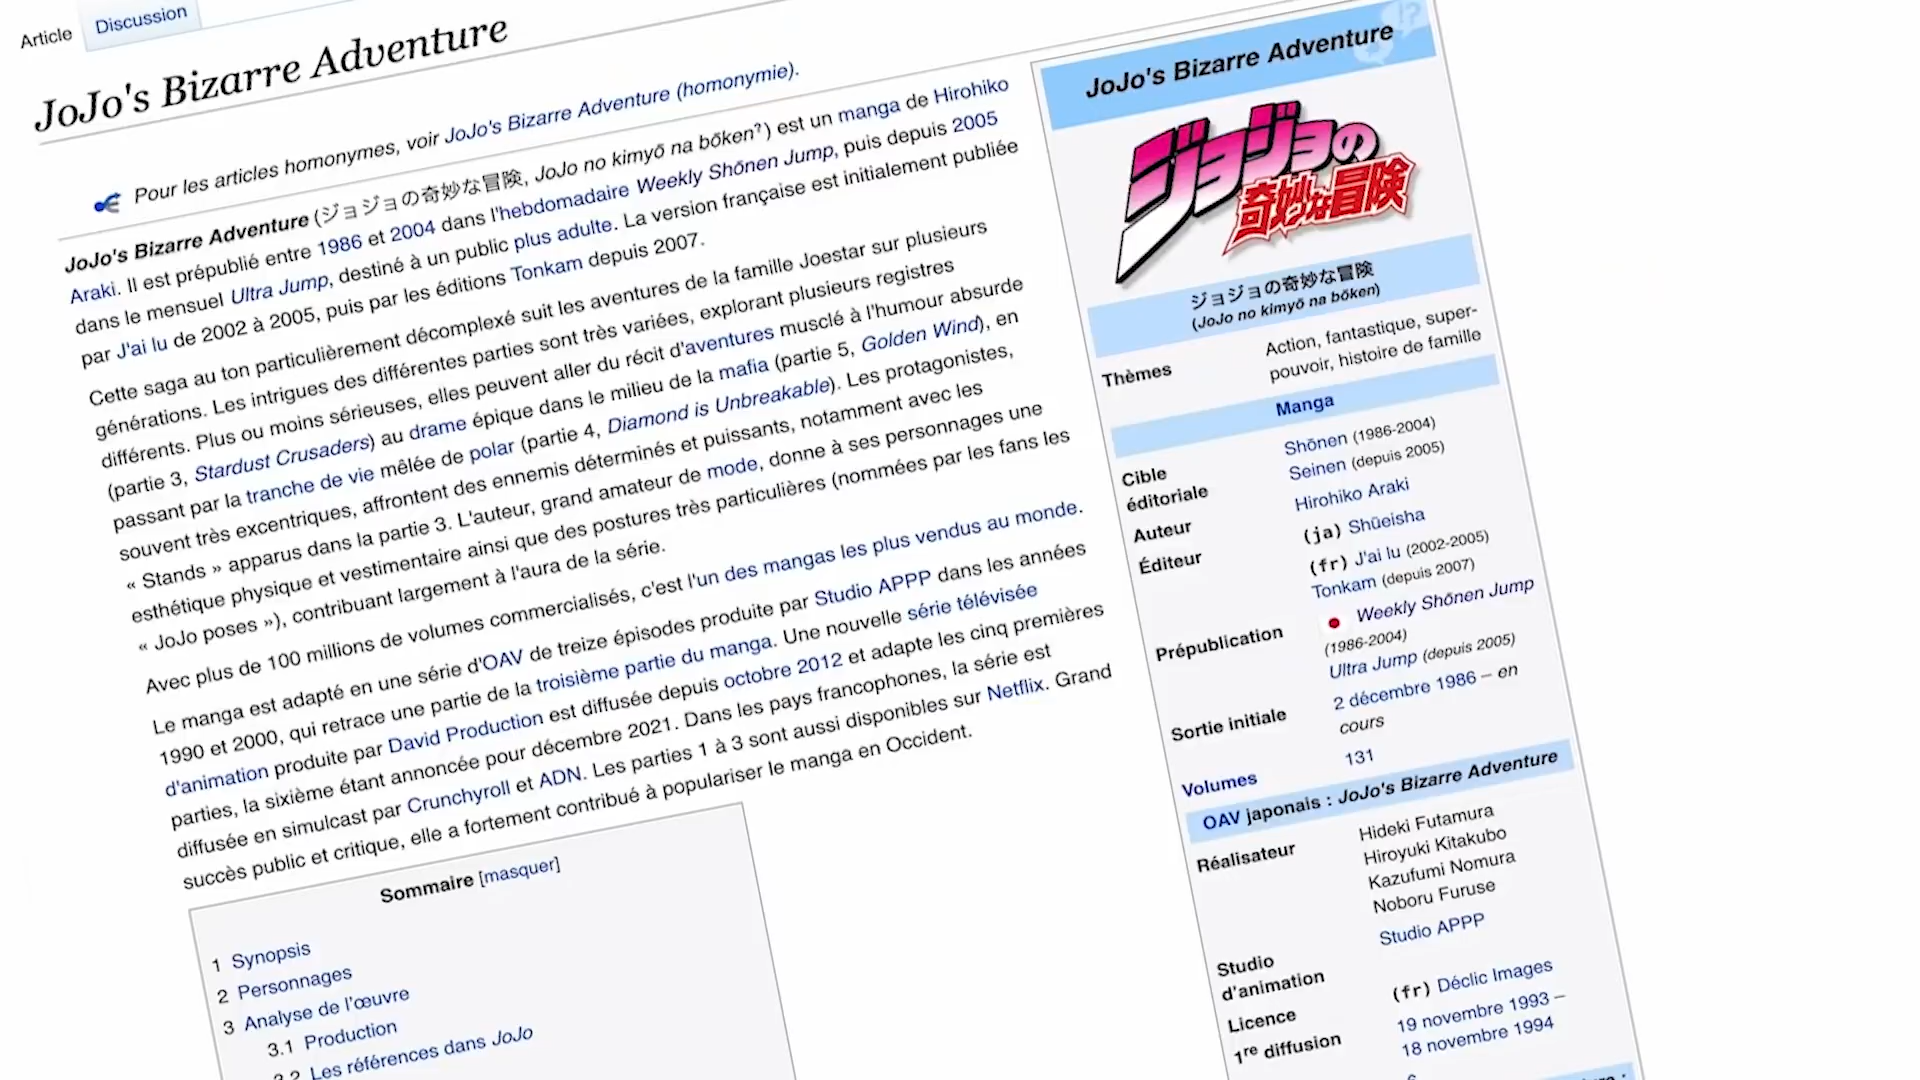 Article
Discussion
JoJo's Bizarre Adventure
Pour les articles homonymes, voir JoJo's Bizarre Adventure (homonymie).
JoJo's Bizarre Adventure (ジョジョの奇妙な冒険, JoJo no kimyō na bōken?) est un manga de Hirohiko
Araki. Il est prépublié entre 1986 et 2004 dans l'hebdomadaire Weekly Shōnen Jump, puis depuis 2005
dans le mensuel Ultra Jump, destiné à un public plus adulte. La version française est initialement publiée
par J'ai lu de 2002 à 2005, puis par les éditions Tonkam depuis 2007.
Cette saga au ton particulièrement décomplexé suit les aventures de la famille Joestar sur plusieurs
générations. Les intrigues des différentes parties sont très variées, explorant plusieurs registres
différents. Plus ou moins sérieuses, elles peuvent aller du récit d'aventures musclé à l'humour absurde
(partie 3, Stardust Crusaders) au drame épique dans le milieu de la mafia (partie 5, Golden Wind), en
passant par la tranche de vie mêlée de polar (partie 4, Diamond is Unbreakable). Les protagonistes,
souvent très excentriques, affrontent des ennemis déterminés et puissants, notamment avec les
« Stands » apparus dans la partie 3. L'auteur, grand amateur de mode, donne à ses personnages une
esthétique physique et vestimentaire ainsi que des postures très particulières (nommées par les fans les
« JoJo poses »), contribuant largement à l'aura de la série.
Avec plus de 100 millions de volumes commercialisés, c'est l'un des mangas les plus vendus au monde.
Le manga est adapté en une série d'OAV de treize épisodes produite par Studio APPP dans les années
1990 et 2000, qui retrace une partie de la troisième partie du manga. Une nouvelle série télévisée
d'animation produite par David Production est diffusée depuis octobre 2012 et adapte les cinq premières
parties, la sixième étant annoncée pour décembre 2021. Dans les pays francophones, la série est
diffusée en simulcast par Crunchyroll et ADN. Les parties 1 à 3 sont aussi disponibles sur Netflix. Grand
succès public et critique, elle a fortement contribué à populariser le manga en Occident.
Sommaire [masquer]
1 Synopsis
2 Personnages
3 Analyse de l'œuvre
3.1 Production
3.2 Les références dans JoJo
JoJo's Bizarre Adventure
ジョジョの
奇妙な冒険
ジョジョの奇妙な冒険
(JoJo no kimyō na bōken)
Thèmes
Action, fantastique, super-
pouvoir, histoire de famille
Manga
Cible
éditoriale
Shōnen (1986-2004)
Seinen (depuis 2005)
Auteur
Hirohiko Araki
Éditeur
(ja) Shūeisha
(fr) J'ai lu (2002-2005)
Tonkam (depuis 2007)
Prépublication
Weekly Shōnen Jump
(1986-2004)
Ultra Jump (depuis 2005)
Sortie initiale
2 décembre 1986 – en
cours
Volumes
131
OAV japonais : JoJo's Bizarre Adventure
Réalisateur
Hideki Futamura
Hiroyuki Kitakubo
Kazufumi Nomura
Noboru Furuse
Studio
d'animation
Studio APPP
Licence
(fr) Déclic Images
1re diffusion
19 novembre 1993 –
18 novembre 1994